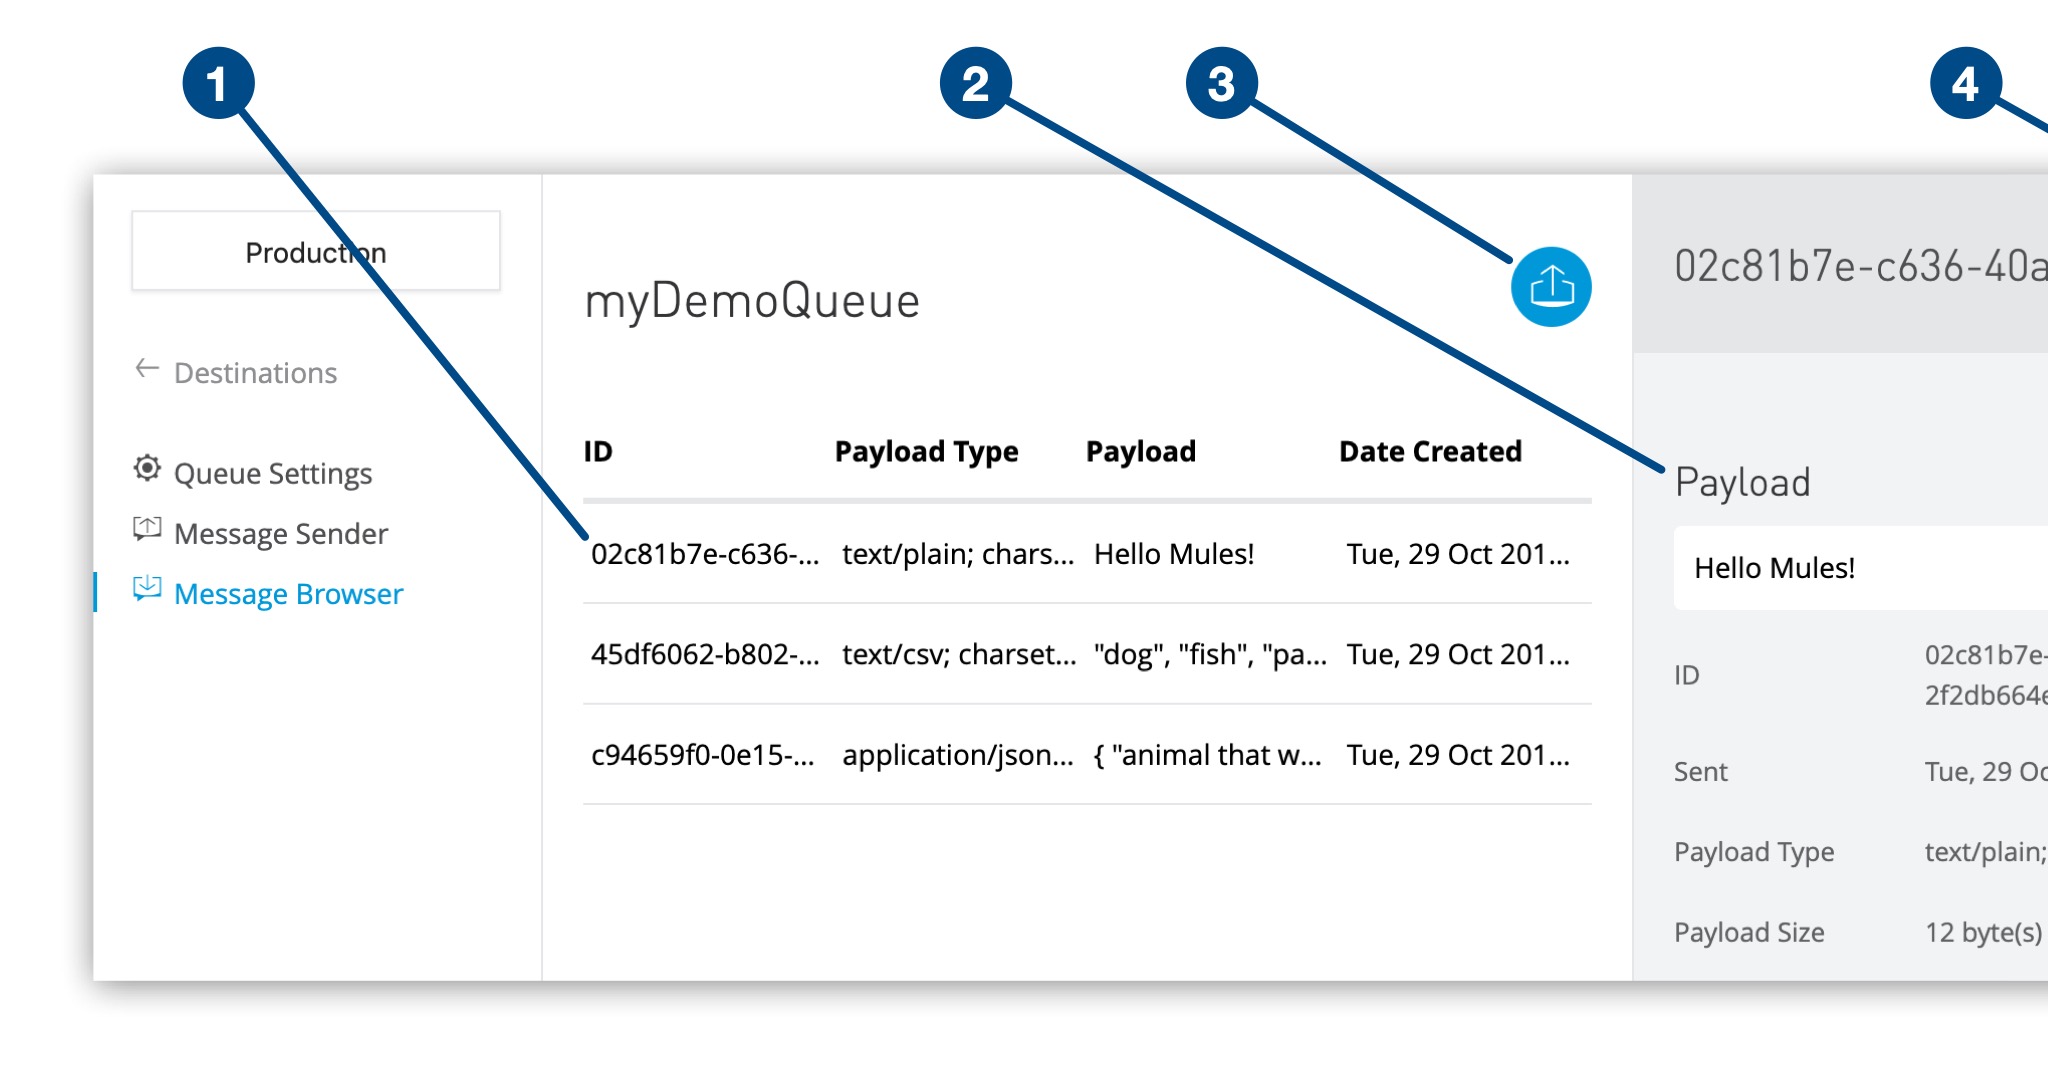 1 2 3 4
Production
myDemoQueue
02c81b7e-c636-40a
Destinations
Queue Settings
Message Sender
Message Browser
ID Payload Type Payload Date Created
02c81b7e-c636-... text/plain; chars... Hello Mules! Tue, 29 Oct 201...
45df6062-b802-... text/csv; charset... "dog", "fish", "pa... Tue, 29 Oct 201...
c94659f0-0e15-... application/json... { "animal that w... Tue, 29 Oct 201...
Payload
Hello Mules!
ID 02c81b7e-
2f2db664e
Sent Tue, 29 Oc
Payload Type text/plain;
Payload Size 12 byte(s)